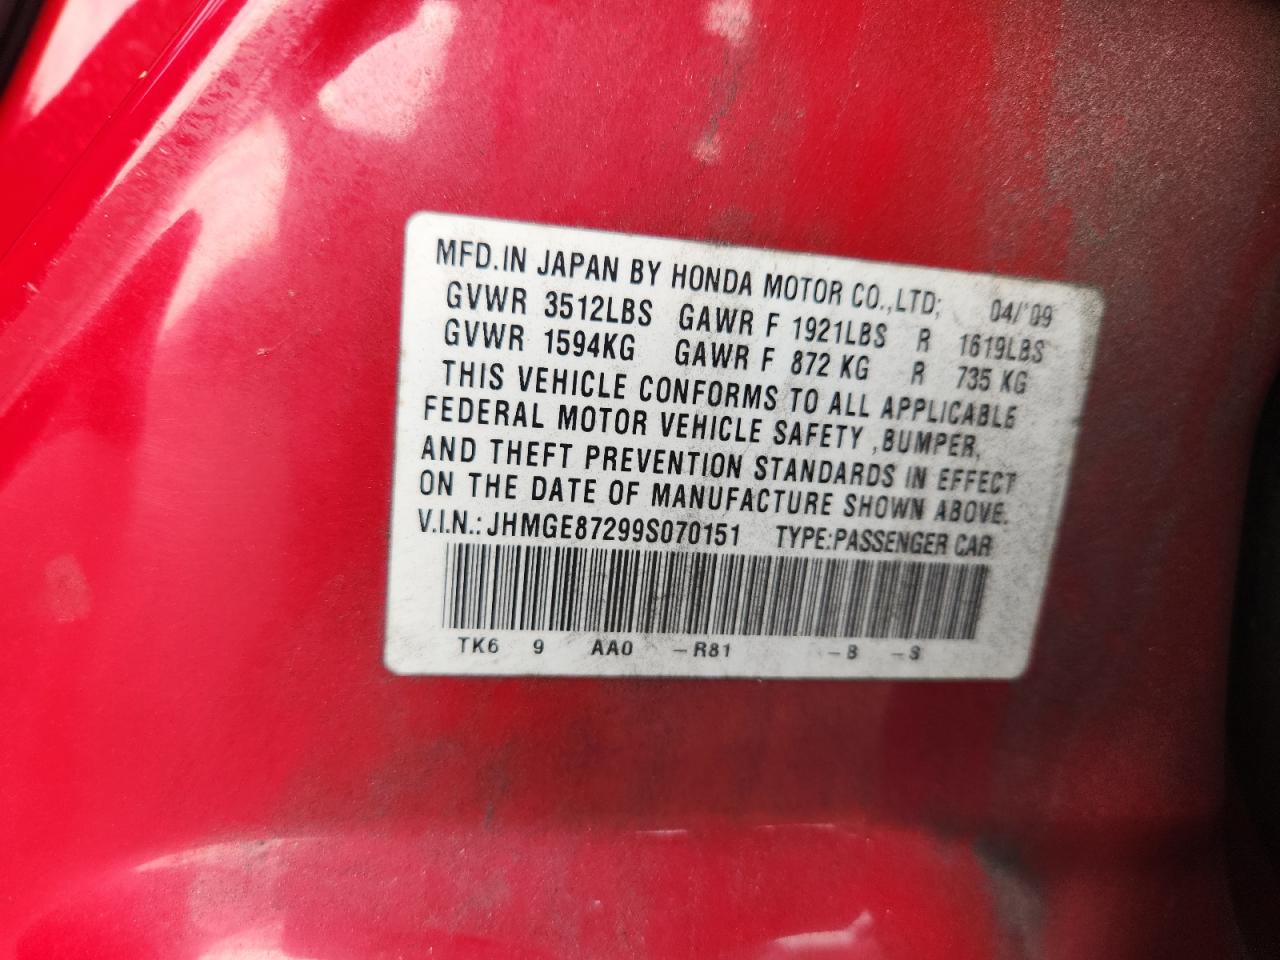 MFD.IN JAPAN BY HONDA MOTOR CO.,LTD; 04/'09
GVWR 3512LBS GAWR F 1921LBS R 1619LBS
GVWR 1594KG GAWR F 872 KG R 735 KG
THIS VEHICLE CONFORMS TO ALL APPLICABLE
FEDERAL MOTOR VEHICLE SAFETY ,BUMPER,
AND THEFT PREVENTION STANDARDS IN EFFECT
ON THE DATE OF MANUFACTURE SHOWN ABOVE.
V.I.N.: JHMGE87299S070151 TYPE:PASSENGER CAR
TK6 9 AA0 -R81 -B -S